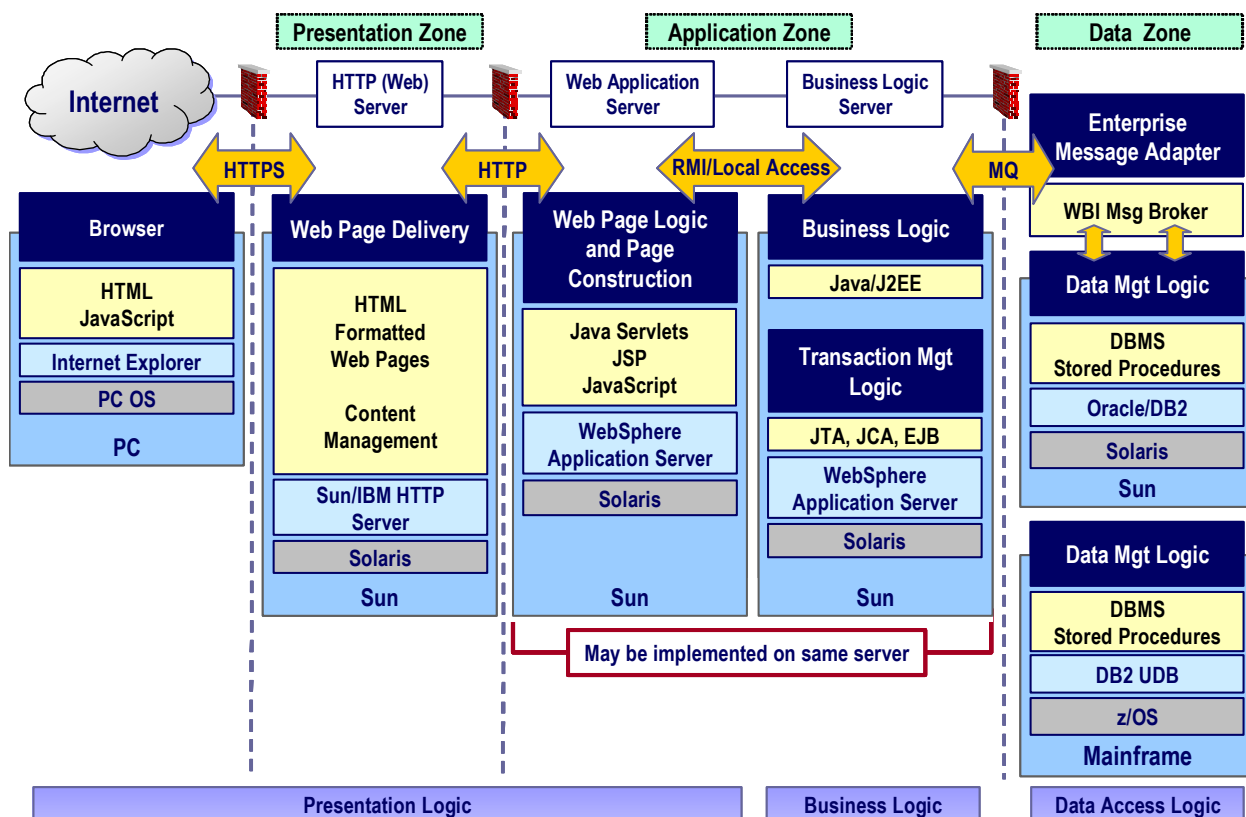 Presentation Zone
Application Zone
Data Zone
Internet
HTTP (Web)
Server
Web Application
Server
Business Logic
Server
HTTPS
HTTP
RMI/Local Access
MQ
Enterprise
Message Adapter
WBI Msg Broker
Browser
HTML
JavaScript
Internet Explorer
PC OS
PC
Web Page Delivery
HTML
Formatted
Web Pages
Content
Management
Sun/IBM HTTP
Server
Solaris
Sun
Web Page Logic
and Page
Construction
Java Servlets
JSP
JavaScript
WebSphere
Application Server
Solaris
Sun
Business Logic
Java/J2EE
Transaction Mgt
Logic
JTA, JCA, EJB
WebSphere
Application Server
Solaris
Sun
May be implemented on same server
Data Mgt Logic
DBMS
Stored Procedures
Oracle/DB2
Solaris
Sun
Data Mgt Logic
DBMS
Stored Procedures
DB2 UDB
z/OS
Mainframe
Presentation Logic
Business Logic
Data Access Logic